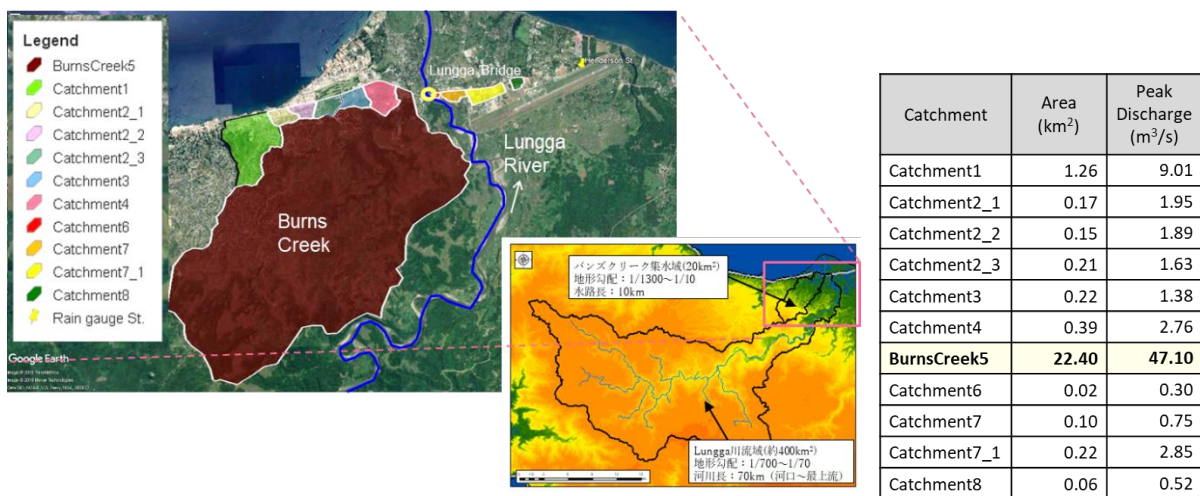 Legend
BurnsCreek5
Catchment1
Catchment2_1
Catchment2_2
Catchment2_3
Catchment3
Catchment4
Catchment6
Catchment7
Catchment7_1
Catchment8
Rain gauge St.
Google Earth
Lungga Bridge
Henderson St
Lungga
River
Burns
Creek
バンズクリーク集水域(20km²)
地形勾配：1/1300～1/10
水路長：10km
Lungga川流域(約400km²)
地形勾配：1/700～1/70
河川長：70km（河口～最上流）
Catchment Area (km²) Peak Discharge (m³/s)
Catchment1 1.26 9.01
Catchment2_1 0.17 1.95
Catchment2_2 0.15 1.89
Catchment2_3 0.21 1.63
Catchment3 0.22 1.38
Catchment4 0.39 2.76
BurnsCreek5 22.40 47.10
Catchment6 0.02 0.30
Catchment7 0.10 0.75
Catchment7_1 0.22 2.85
Catchment8 0.06 0.52